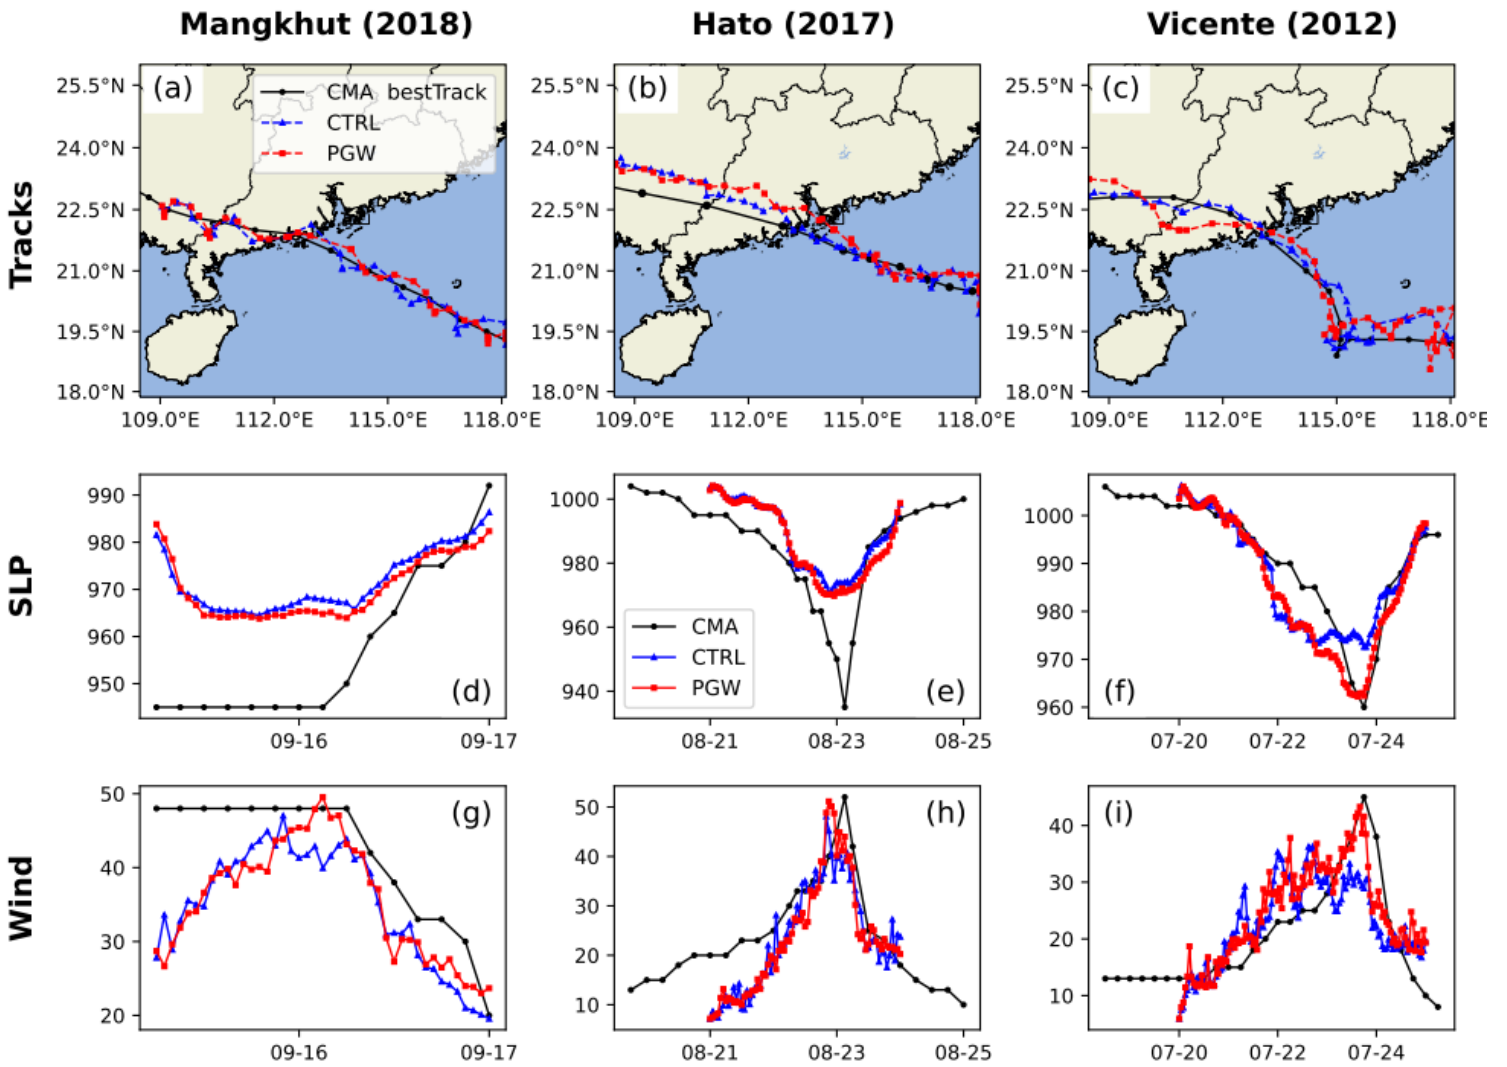 Mangkhut (2018) Hato (2017) Vicente (2012)
Tracks
(a) (b) (c)
CMA bestTrack
CTRL
PGW
25.5°N 25.5°N 25.5°N
24.0°N 24.0°N 24.0°N
22.5°N 22.5°N 22.5°N
21.0°N 21.0°N 21.0°N
19.5°N 19.5°N 19.5°N
18.0°N 18.0°N 18.0°N
109.0°E 112.0°E 115.0°E 118.0°E 109.0°E 112.0°E 115.0°E 118.0°E 109.0°E 112.0°E 115.0°E 118.0°E
SLP
990
980
970
960
950
(d)
09-16 09-17
1000
980
960
940
CMA
CTRL
PGW
(e)
08-21 08-23 08-25
1000
990
980
970
960
(f)
07-20 07-22 07-24
Wind
50
40
30
20
(g)
09-16 09-17
50
40
30
20
10
(h)
08-21 08-23 08-25
40
30
20
10
(i)
07-20 07-22 07-24